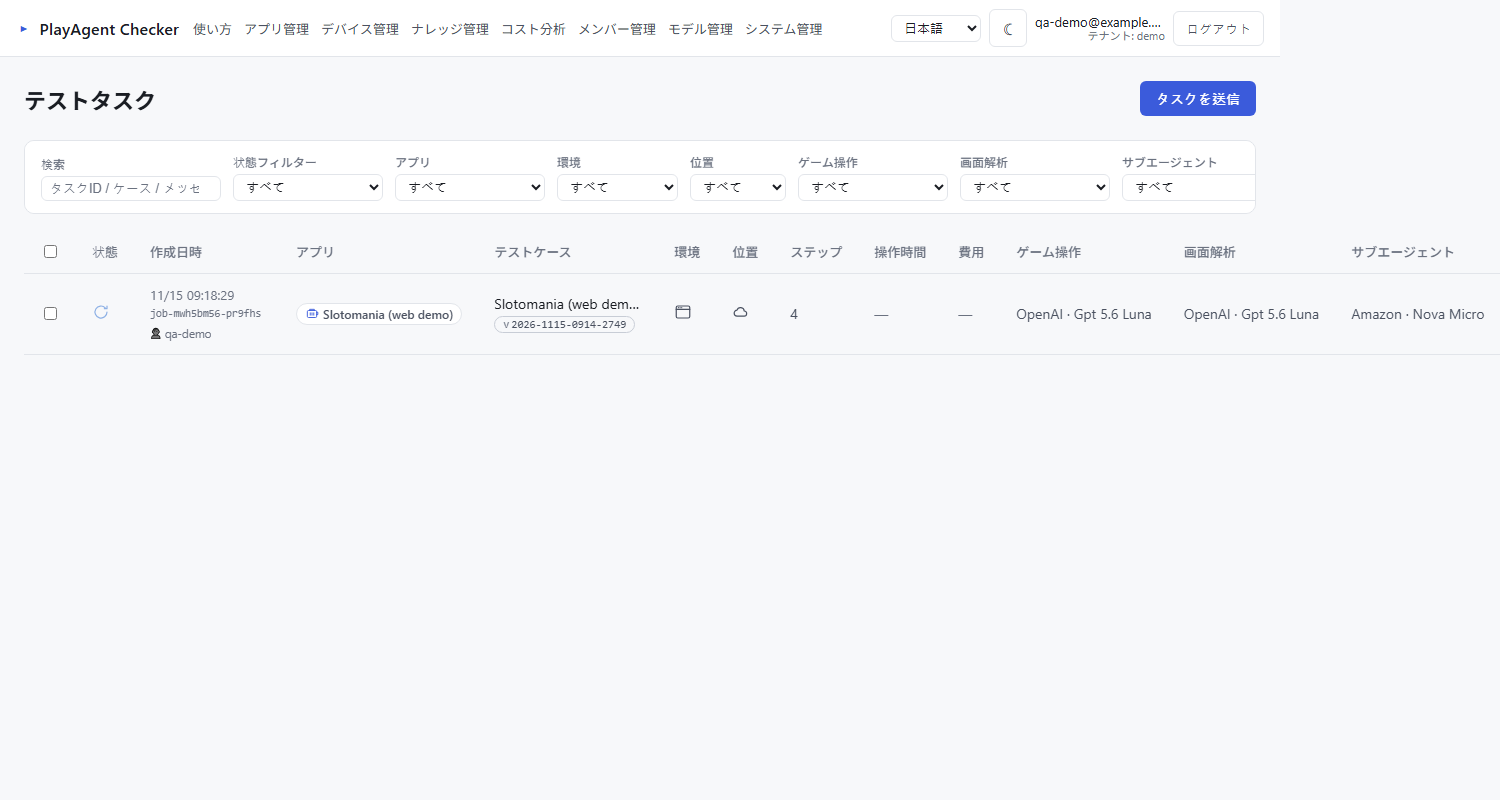 PlayAgent Checker 使い方 アプリ管理 デバイス管理 ナレッジ管理 コスト分析 メンバー管理 モデル管理 システム管理 日本語 qa-demo@example.... ログアウト
テナント: demo
テストタスク タスクを送信
検索 状態フィルター アプリ 環境 位置 ゲーム操作 画面解析 サブエージェント
タスクID / ケース / メッセ すべて すべて すべて すべて すべて すべて すべて
状態 作成日時 アプリ テストケース 環境 位置 ステップ 操作時間 費用 ゲーム操作 画面解析 サブエージェント
11/15 09:18:29
job-mwh5bm56-pr9fhs
qa-demo
Slotomania (web demo)
Slotomania (web dem...
v 2026-1115-0914-2749
4 — — OpenAI · Gpt 5.6 Luna OpenAI · Gpt 5.6 Luna Amazon · Nova Micro